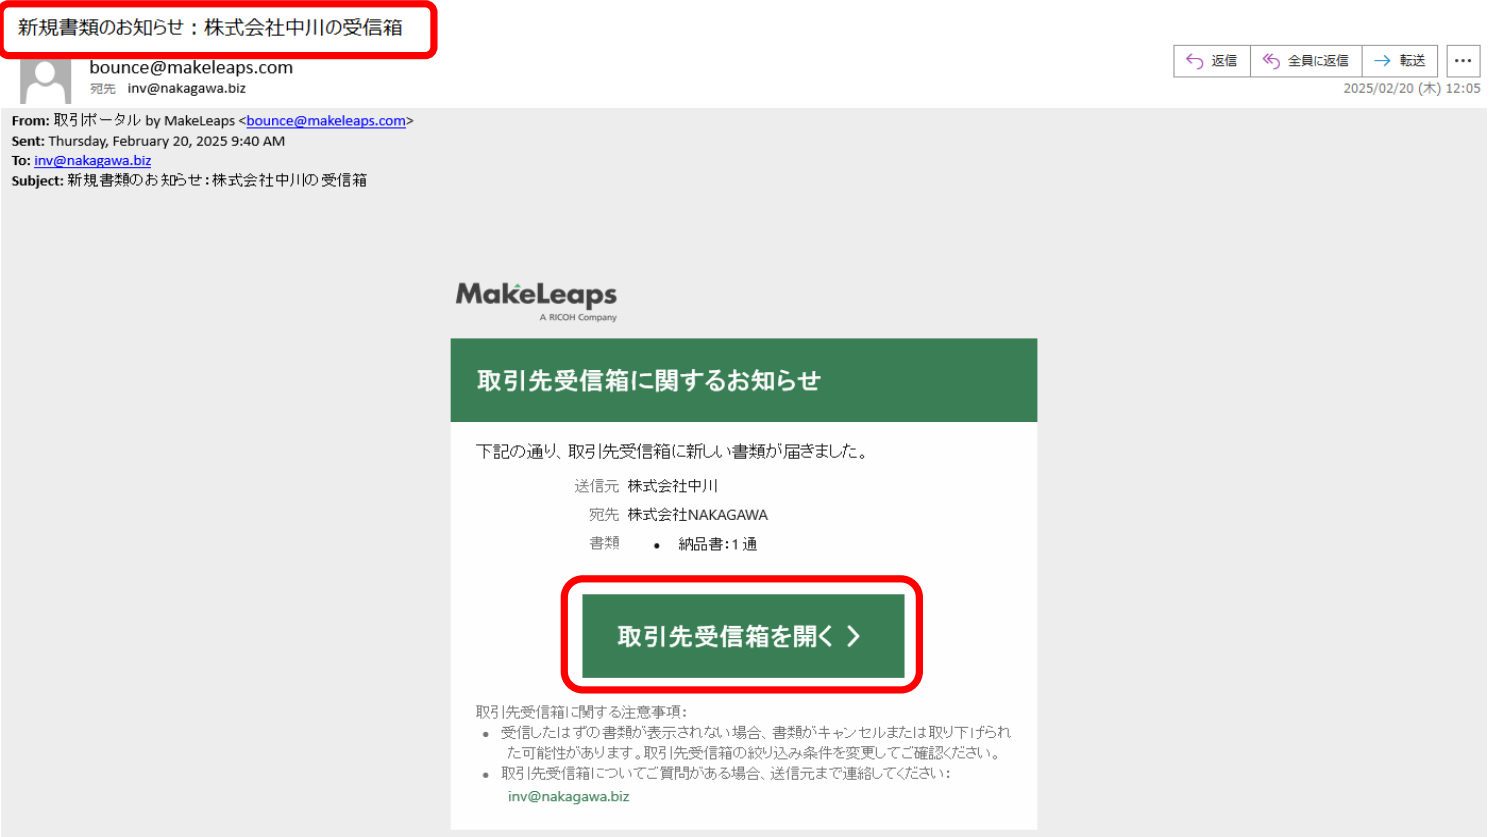 新規書類のお知らせ：株式会社中川の受信箱
bounce@makeleaps.com
宛先 inv@nakagawa.biz
返信 全員に返信 転送 ...
2025/02/20 (木) 12:05
From: 取引ポータル by MakeLeaps <bounce@makeleaps.com>
Sent: Thursday, February 20, 2025 9:40 AM
To: inv@nakagawa.biz
Subject: 新規書類のお知らせ：株式会社中川の受信箱
MakeLeaps
A RICOH Company
取引先受信箱に関するお知らせ
下記の通り、取引先受信箱に新しい書類が届きました。
送信元 株式会社中川
宛先 株式会社NAKAGAWA
書類 • 納品書：1 通
取引先受信箱を開く >
取引先受信箱に関する注意事項：
• 受信したはずの書類が表示されない場合、書類がキャンセルまたは取り下げられ
た可能性があります。取引先受信箱の絞り込み条件を変更してご確認ください。
• 取引先受信箱についてご質問がある場合、送信元まで連絡してください：
inv@nakagawa.biz